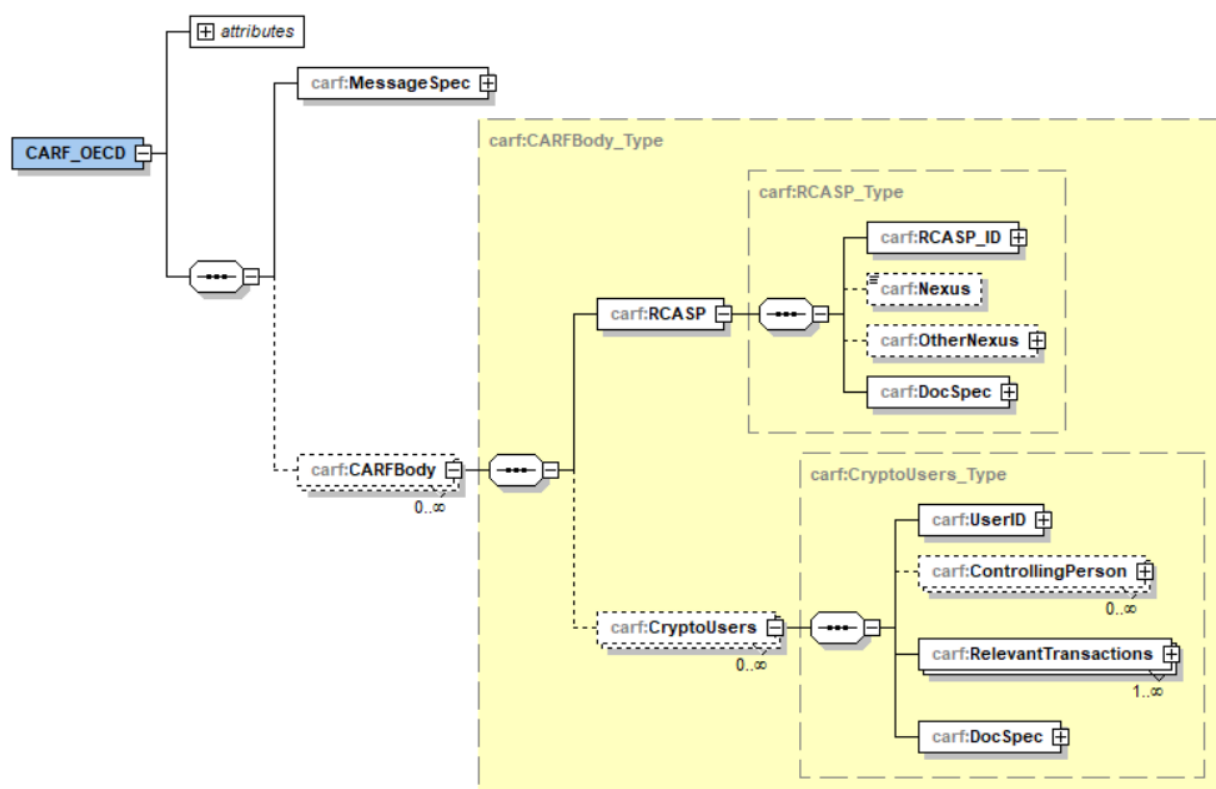 attributes
carf:MessageSpec
CARF_OECD
carf:CARFBody_Type
carf:RCASP_Type
carf:RCASP_ID
carf:Nexus
carf:RCASP
carf:OtherNexus
carf:DocSpec
carf:CARFBody
0..∞
carf:CryptoUsers_Type
carf:UserID
carf:ControllingPerson
0..∞
carf:CryptoUsers
0..∞
carf:RelevantTransactions
1..∞
carf:DocSpec